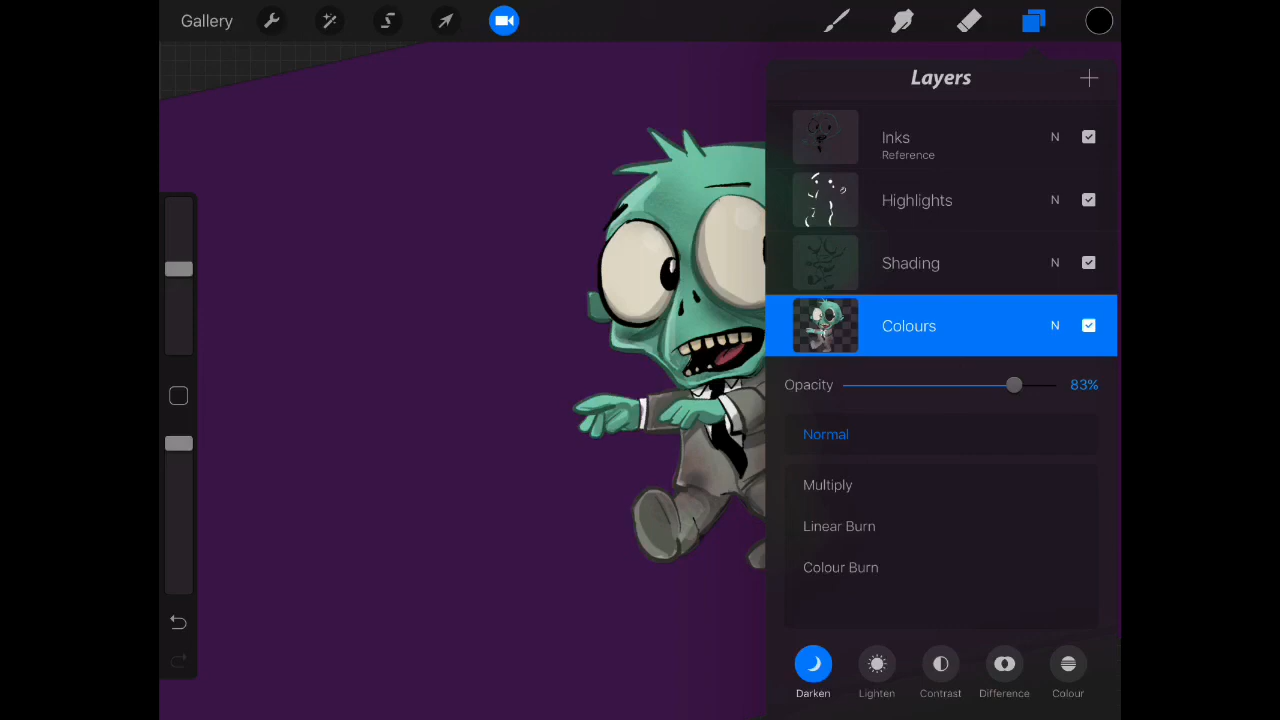 Gallery
Layers
Inks N
Reference
Highlights N
Shading N
Colours N
Opacity 83%
Normal
Multiply
Linear Burn
Colour Burn
Darken Lighten Contrast Difference Colour